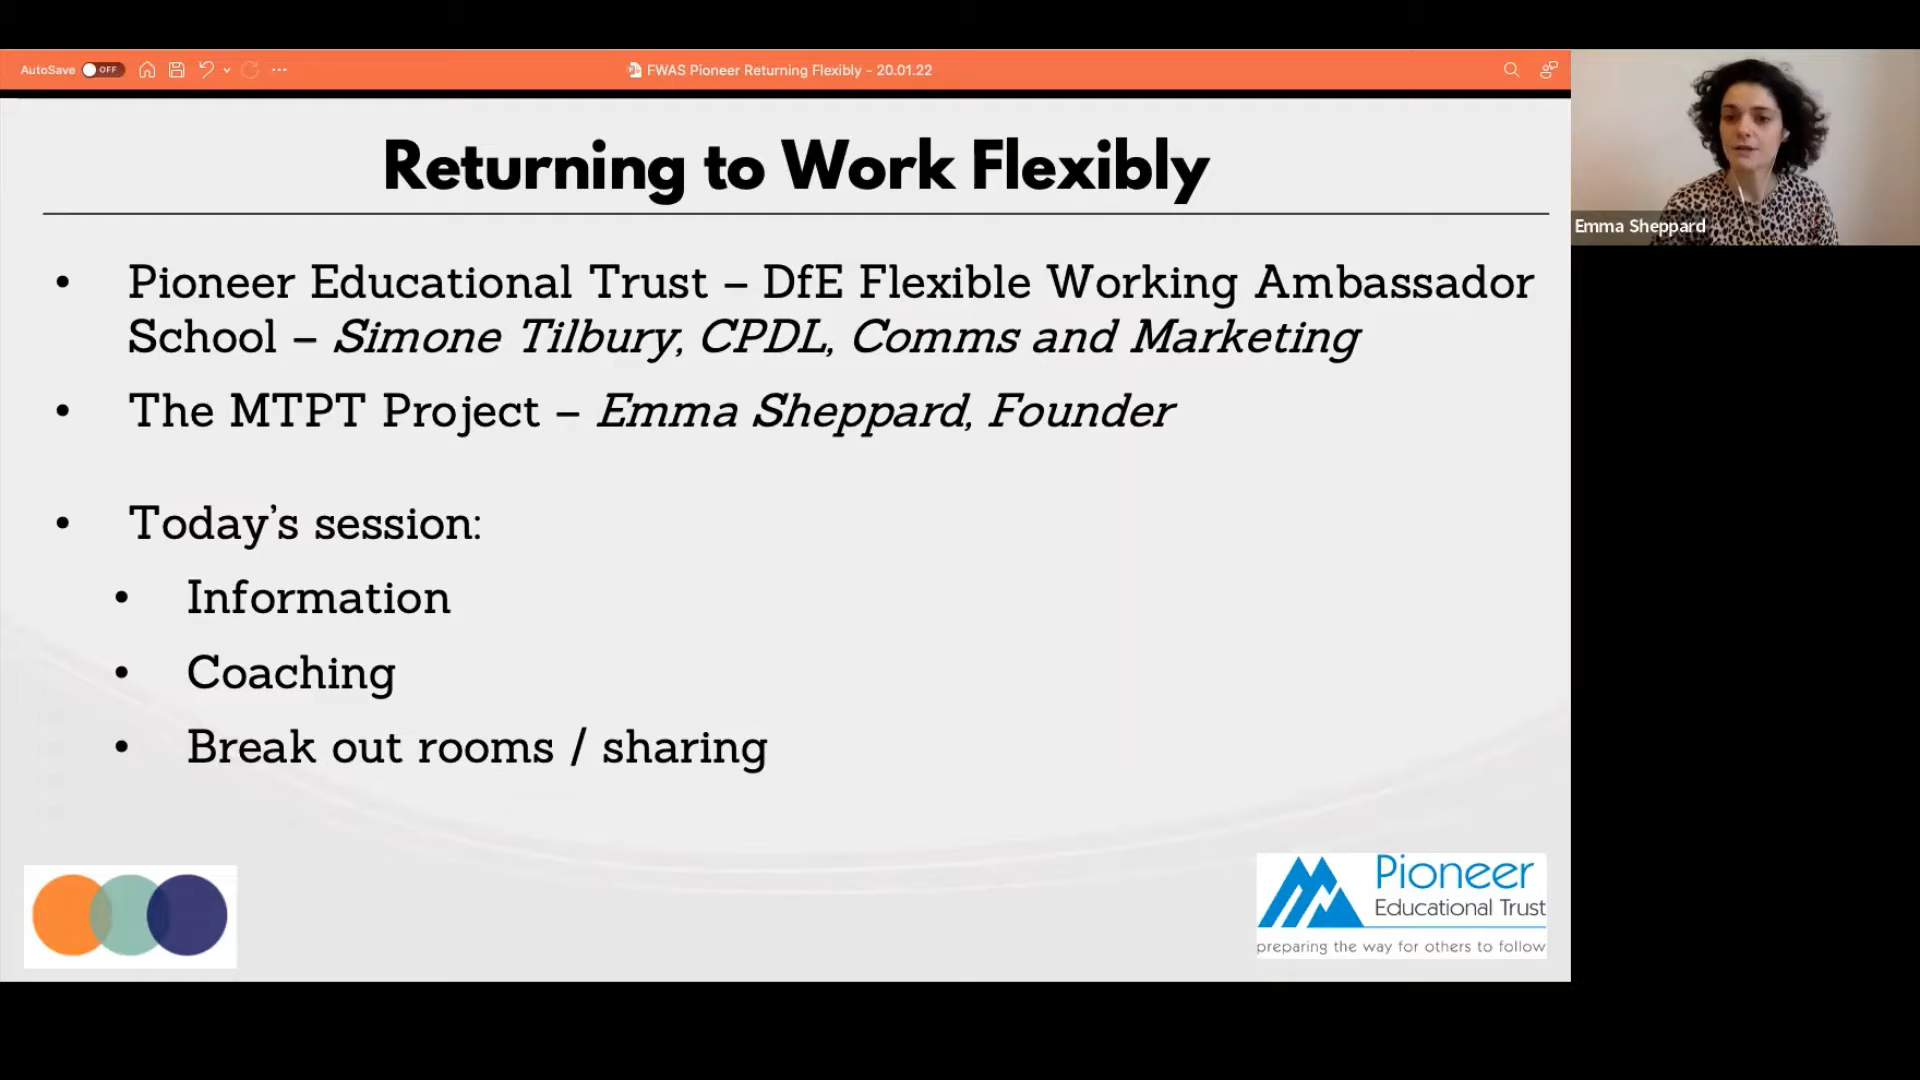 AutoSave OFF
FWAS Pioneer Returning Flexibly - 20.01.22
Returning to Work Flexibly
• Pioneer Educational Trust – DfE Flexible Working Ambassador
School – Simone Tilbury, CPDL, Comms and Marketing
• The MTPT Project – Emma Sheppard, Founder
• Today’s session:
• Information
• Coaching
• Break out rooms / sharing
Pioneer
Educational Trust
preparing the way for others to follow
Emma Sheppard